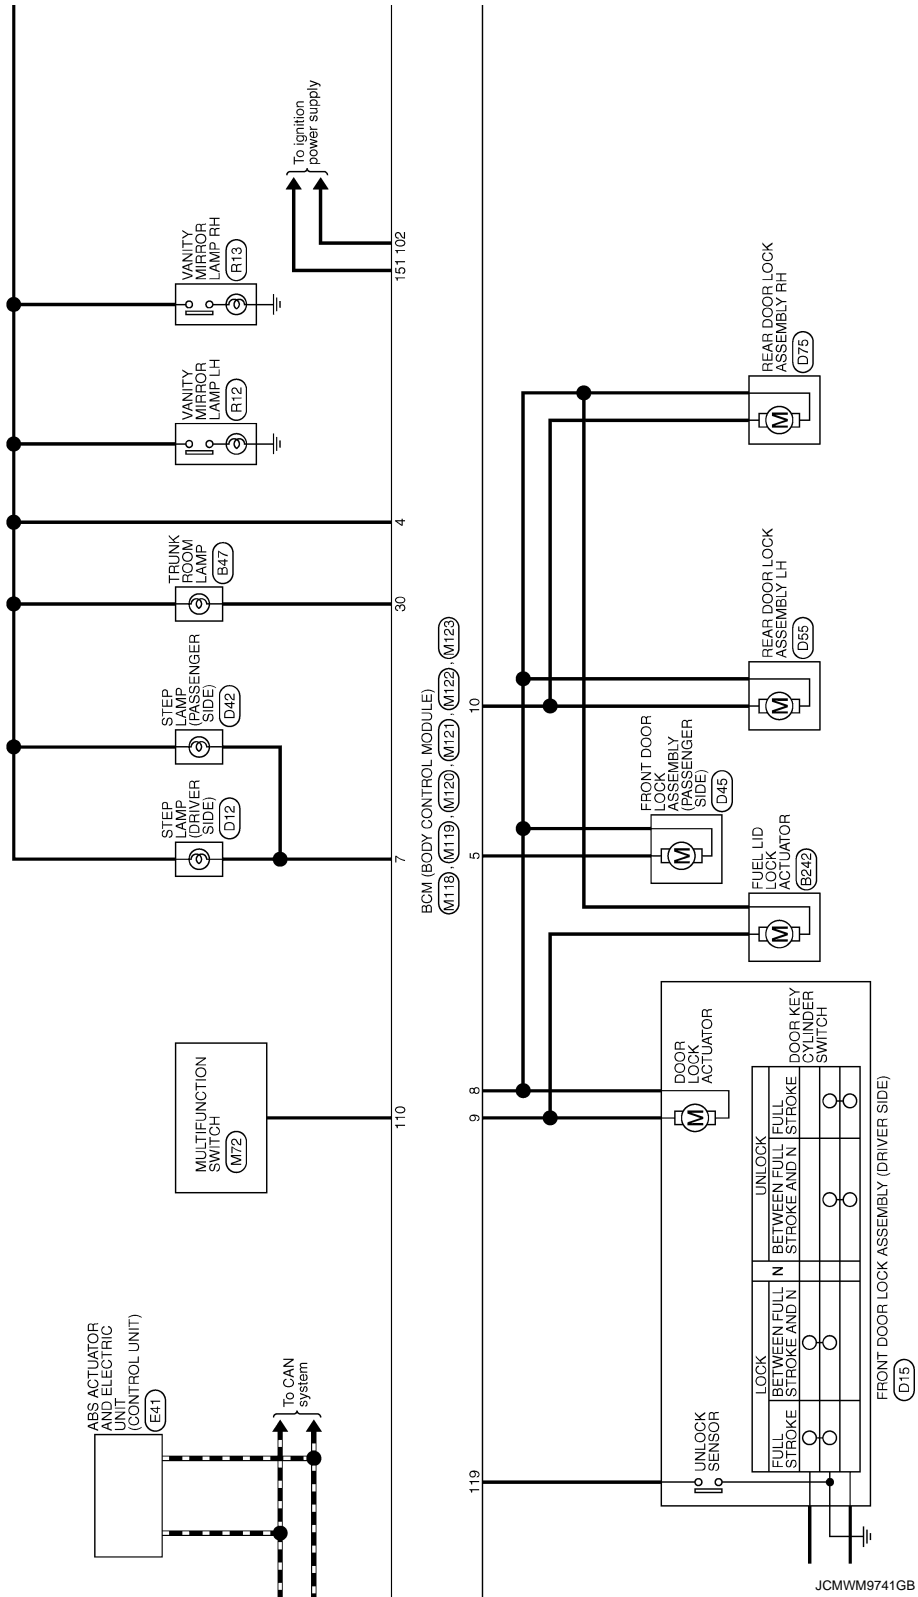 To ignition
power supply
VANITY
MIRROR
LAMP RH
R13
151 102
VANITY
MIRROR
LAMP LH
R12
4
TRUNK
ROOM
LAMP
B47
30
STEP
LAMP
(PASSENGER
SIDE)
D42
STEP
LAMP
(DRIVER
SIDE)
D12
7
MULTIFUNCTION
SWITCH
M72
110
ABS ACTUATOR
AND ELECTRIC
UNIT
(CONTROL UNIT)
E41
To CAN
system
BCM (BODY CONTROL MODULE)
M118 , M119 , M120 , M121 , M122 , M123
REAR DOOR LOCK
ASSEMBLY RH
D75
M
REAR DOOR LOCK
ASSEMBLY LH
D55
M
10
FRONT DOOR
LOCK
ASSEMBLY
(PASSENGER
SIDE)
D45
M
5
FUEL LID
LOCK
ACTUATOR
B242
M
8
9
DOOR
LOCK
ACTUATOR
M
119
UNLOCK
SENSOR
DOOR KEY
CYLINDER
SWITCH
LOCK
N
UNLOCK
FULL
STROKE
BETWEEN FULL
STROKE AND N
BETWEEN FULL
STROKE AND N
FULL
STROKE
FRONT DOOR LOCK ASSEMBLY (DRIVER SIDE)
D15
JCMWM9741GB